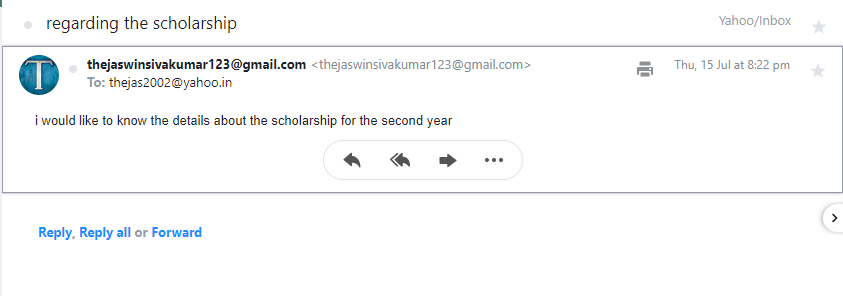 regarding the scholarship
Yahoo/Inbox
T
thejaswinsivakumar123@gmail.com <thejaswinsivakumar123@gmail.com>
Thu, 15 Jul at 8:22 pm
To: thejas2002@yahoo.in
i would like to know the details about the scholarship for the second year
Reply, Reply all or Forward